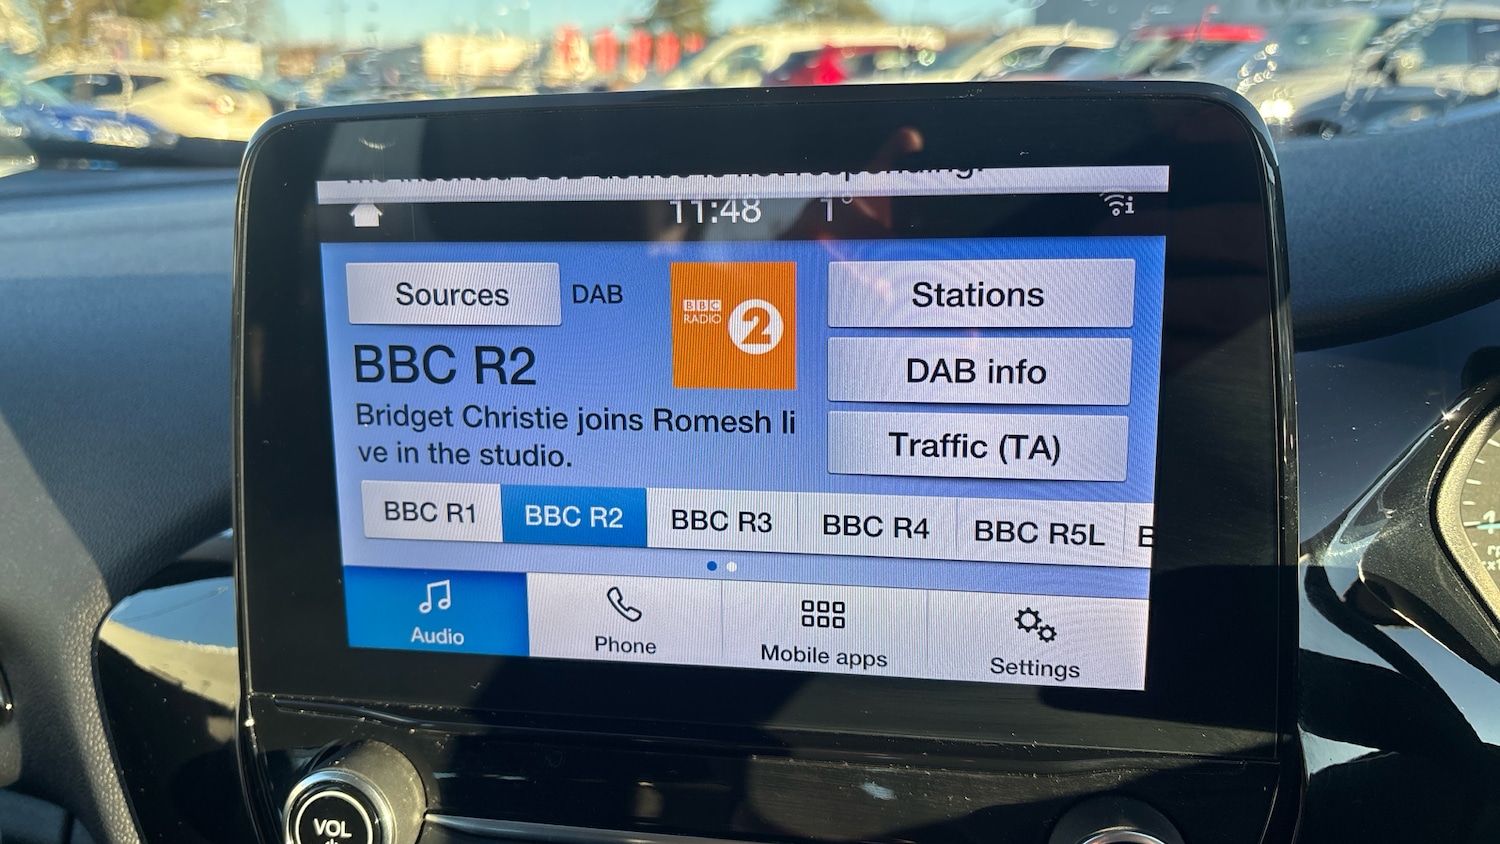 responding.
11:48 1°
Sources DAB
BBC
RADIO 2
Stations
BBC R2
DAB info
Bridget Christie joins Romesh li
ve in the studio.
Traffic (TA)
BBC R1 BBC R2 BBC R3 BBC R4 BBC R5L
Audio Phone Mobile apps Settings
VOL